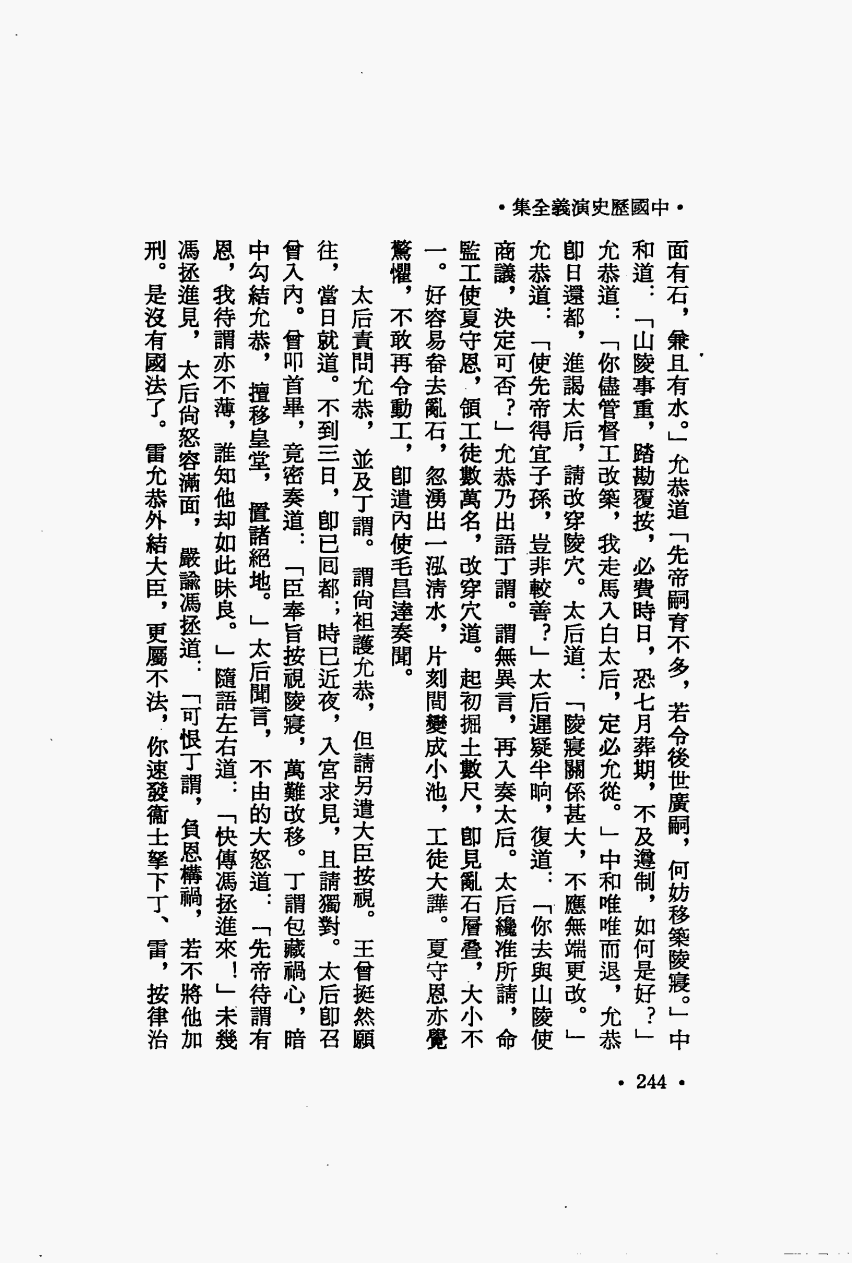 •中國歷史演義全集•
面有石，兼且有水。」允恭道「先帝嗣育不多，若令後世廣嗣，何妨移築陵寢。」中
和道：「山陵事重，踏勘覆按，必費時日，恐七月葬期，不及遵制，如何是好？」
允恭道：「你儘管督工改築，我走馬入白太后，定必允從。」中和唯唯而退，允恭
卽日還都，進謁太后，請改穿陵穴。太后道：「陵寢關係甚大，不應無端更改。」
允恭道：「使先帝得宜子孫，豈非較善？」太后遲疑半晌，復道：「你去與山陵使
商議，決定可否？」允恭乃出語丁謂。謂無異言，再入奏太后。太后纔准所請，命
監工使夏守恩，領工徒數萬名，改穿穴道。起初掘土數尺，卽見亂石層疊，大小不
一。好容易畚去亂石，忽湧出一泓清水，片刻間變成小池，工徒大譁。夏守恩亦覺
驚懼，不敢再令動工，卽遣內使毛昌達奏聞。
太后責問允恭，並及丁謂。謂尙袒護允恭，但請另遣大臣按視。王曾挺然願
往，當日就道。不到三日，卽已囘都；時已近夜，入宮求見，且請獨對。太后卽召
曾入內。曾叩首畢，竟密奏道：「臣奉旨按視陵寢，萬難改移。丁謂包藏禍心，暗
中勾結允恭，擅移皇堂，置諸絕地。」太后聞言，不由的大怒道：「先帝待謂有
恩，我待謂亦不薄，誰知他却如此昧良。」隨語左右道：「快傳馮拯進來！」未幾
馮拯進見，太后尙怒容滿面，嚴諭馮拯道：「可恨丁謂，負恩構禍，若不將他加
刑。是沒有國法了。雷允恭外結大臣，更屬不法，你速發衞士拏下丁、雷，按律治
•244•